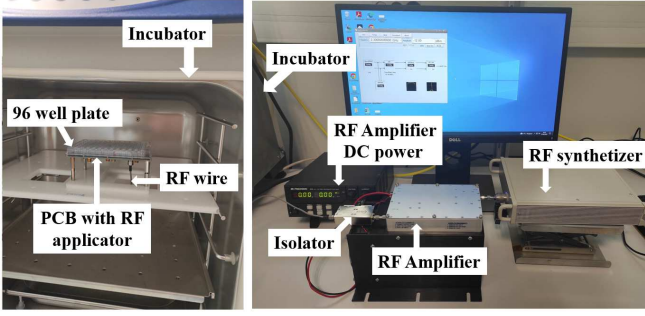 Incubator
96 well plate
RF wire
PCB with RF
applicator
Incubator
RF Amplifier
DC power
RF synthetizer
Isolator
RF Amplifier
DELL